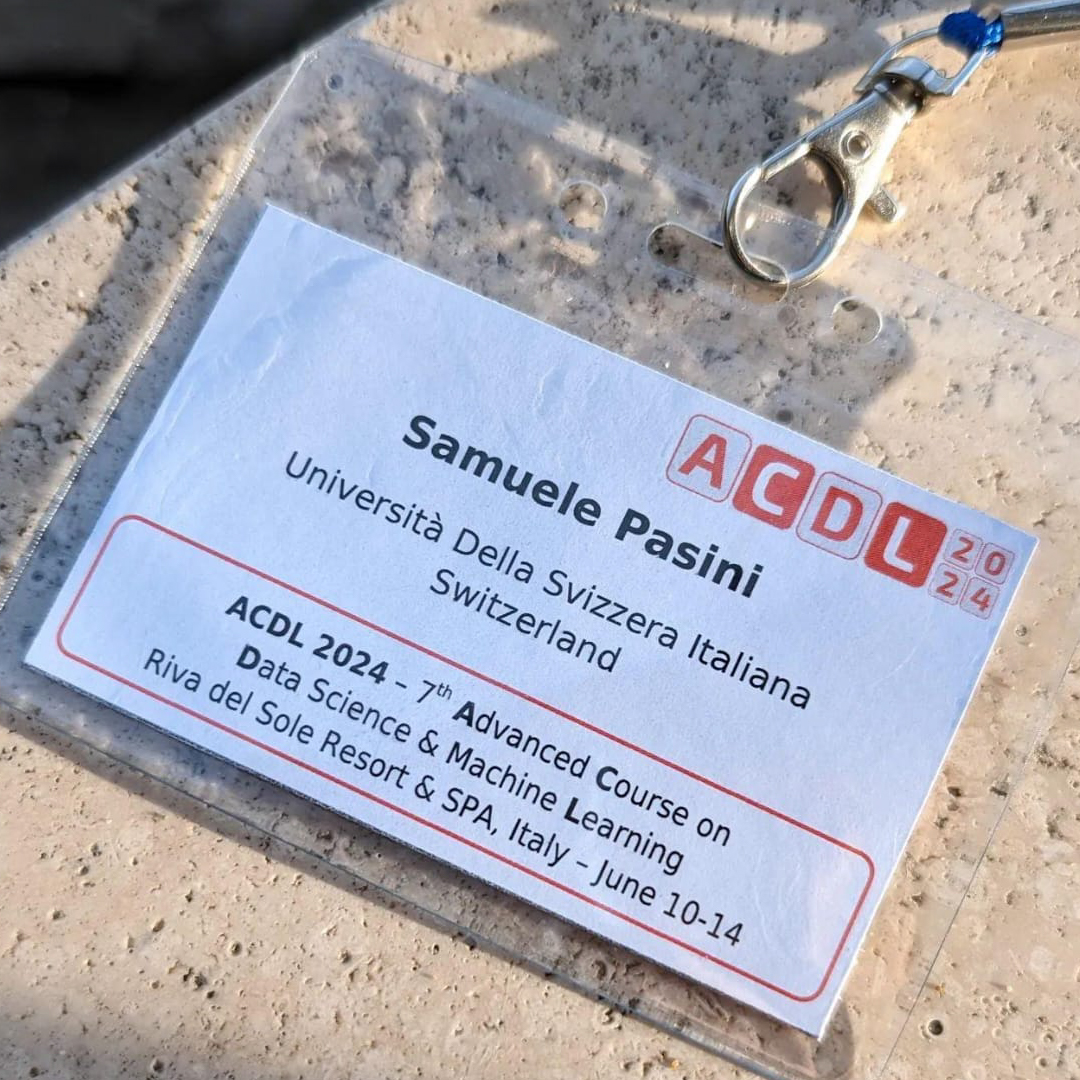 ACDL 2024
Samuele Pasini
Università Della Svizzera Italiana
Switzerland
ACDL 2024 – 7th Advanced Course on
Data Science & Machine Learning
Riva del Sole Resort & SPA, Italy – June 10-14